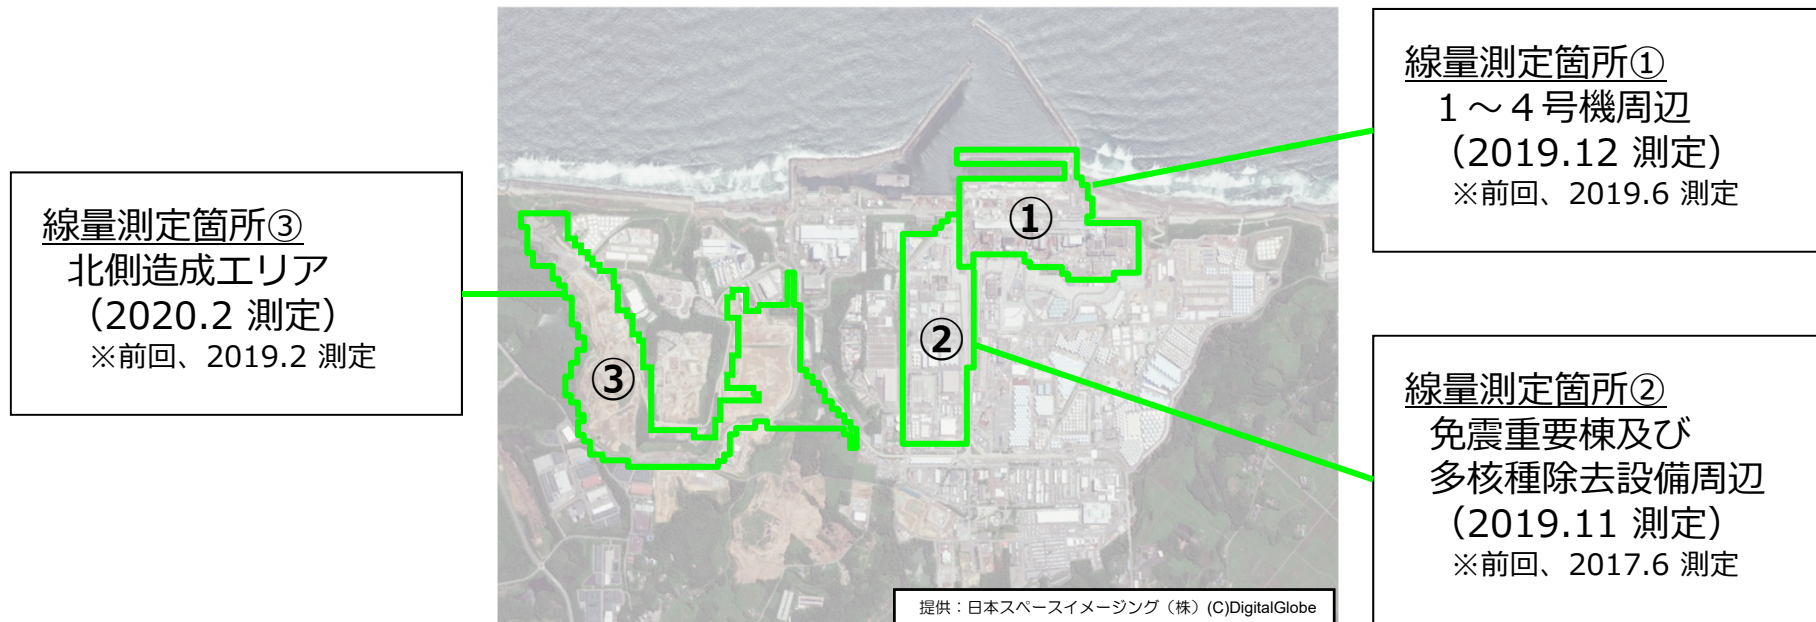 線量測定箇所①
1～4号機周辺
（2019.12 測定）
※前回、2019.6 測定
線量測定箇所③
北側造成エリア
（2020.2 測定）
※前回、2019.2 測定
①
②
③
線量測定箇所②
免震重要棟及び
多核種除去設備周辺
（2019.11 測定）
※前回、2017.6 測定
提供：日本スペースイメージング（株）(C)DigitalGlobe